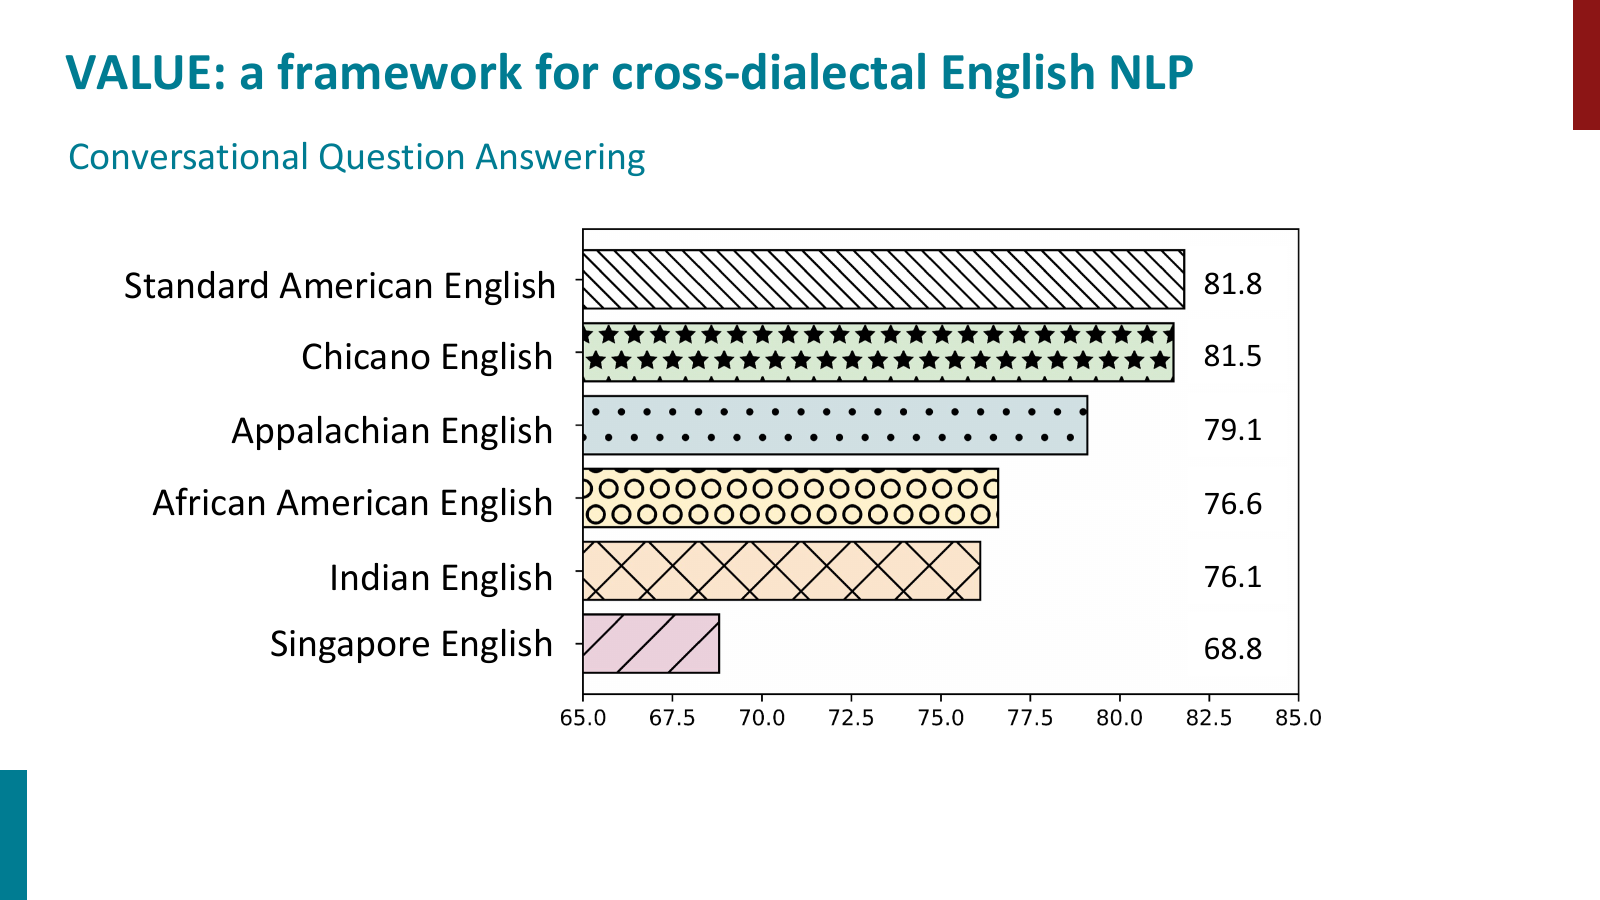 VALUE: a framework for cross-dialectal English NLP
Conversational Question Answering
Standard American English 81.8
Chicano English 81.5
Appalachian English 79.1
African American English 76.6
Indian English 76.1
Singapore English 68.8
65.0 67.5 70.0 72.5 75.0 77.5 80.0 82.5 85.0